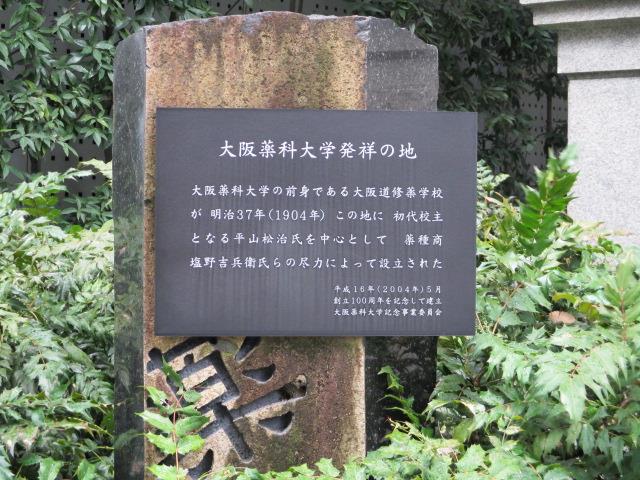 大阪薬科大学発祥の地
大阪薬科大学の前身である大阪道修薬学校
が 明治37年(1904年) この地に 初代校主
となる平山松治氏を中心として 薬種商
塩野吉兵衛氏らの尽力によって設立された
平成16年(2004年)5月
創立100周年を記念して建立
大阪薬科大学記念事業委員会